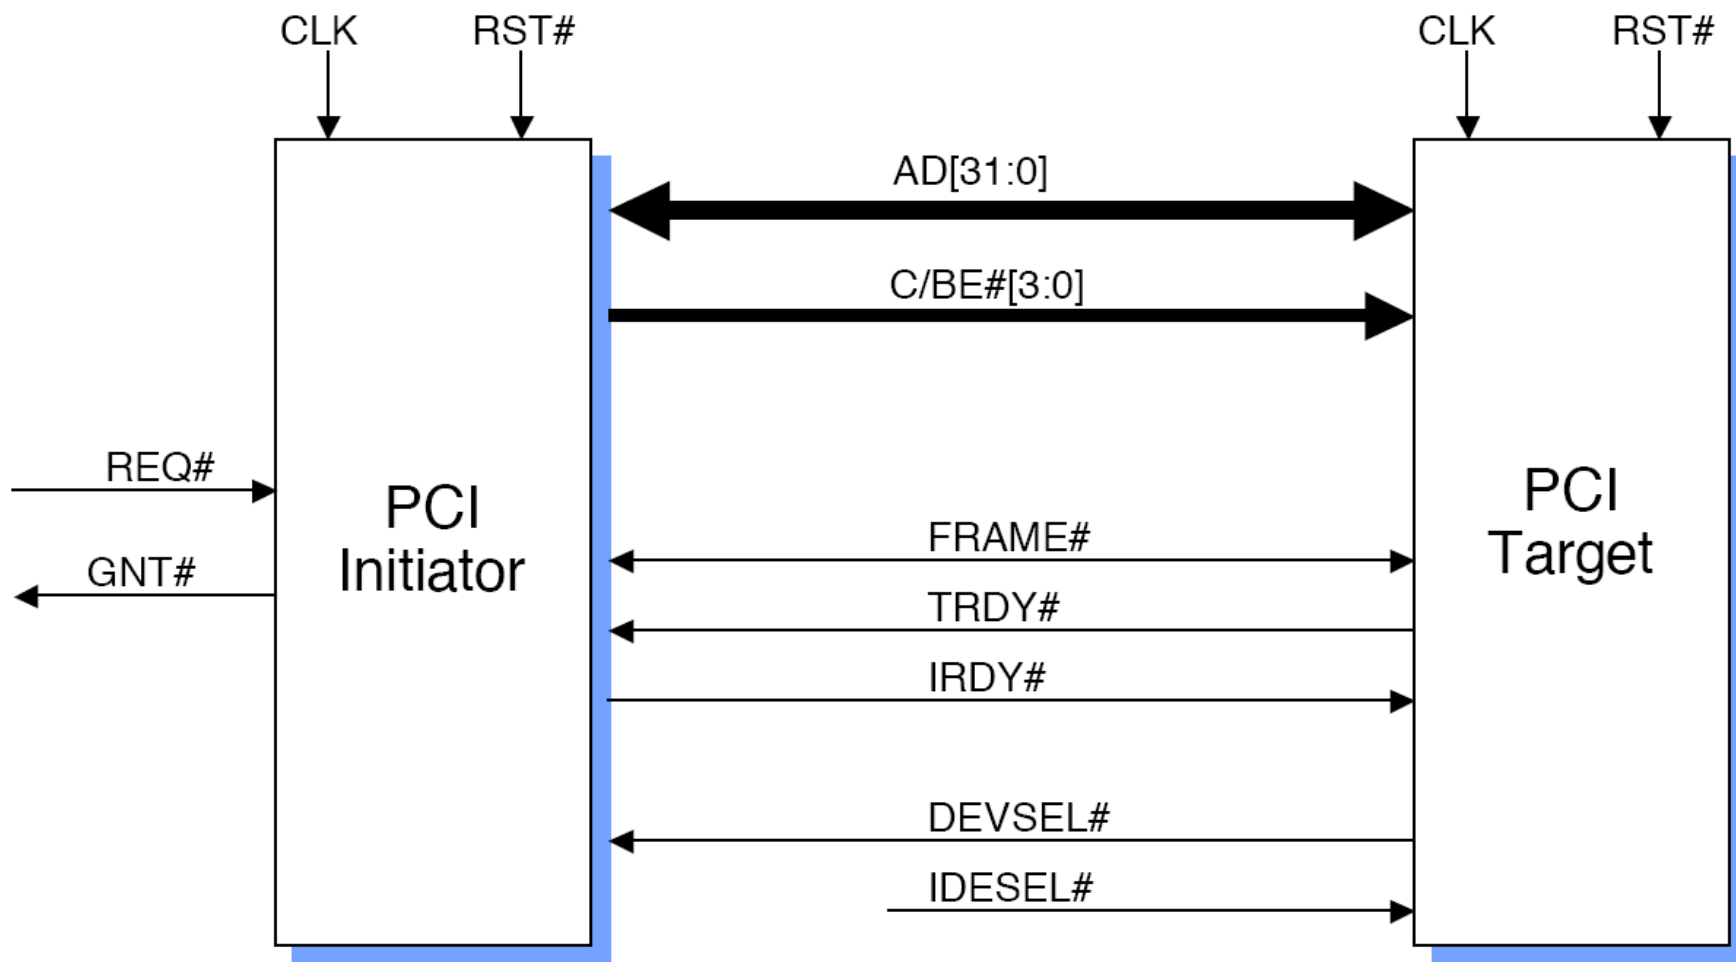 CLK
RST#
CLK
RST#
AD[31:0]
C/BE#[3:0]
REQ#
GNT#
PCI
Initiator
FRAME#
TRDY#
IRDY#
DEVSEL#
IDESEL#
PCI
Target